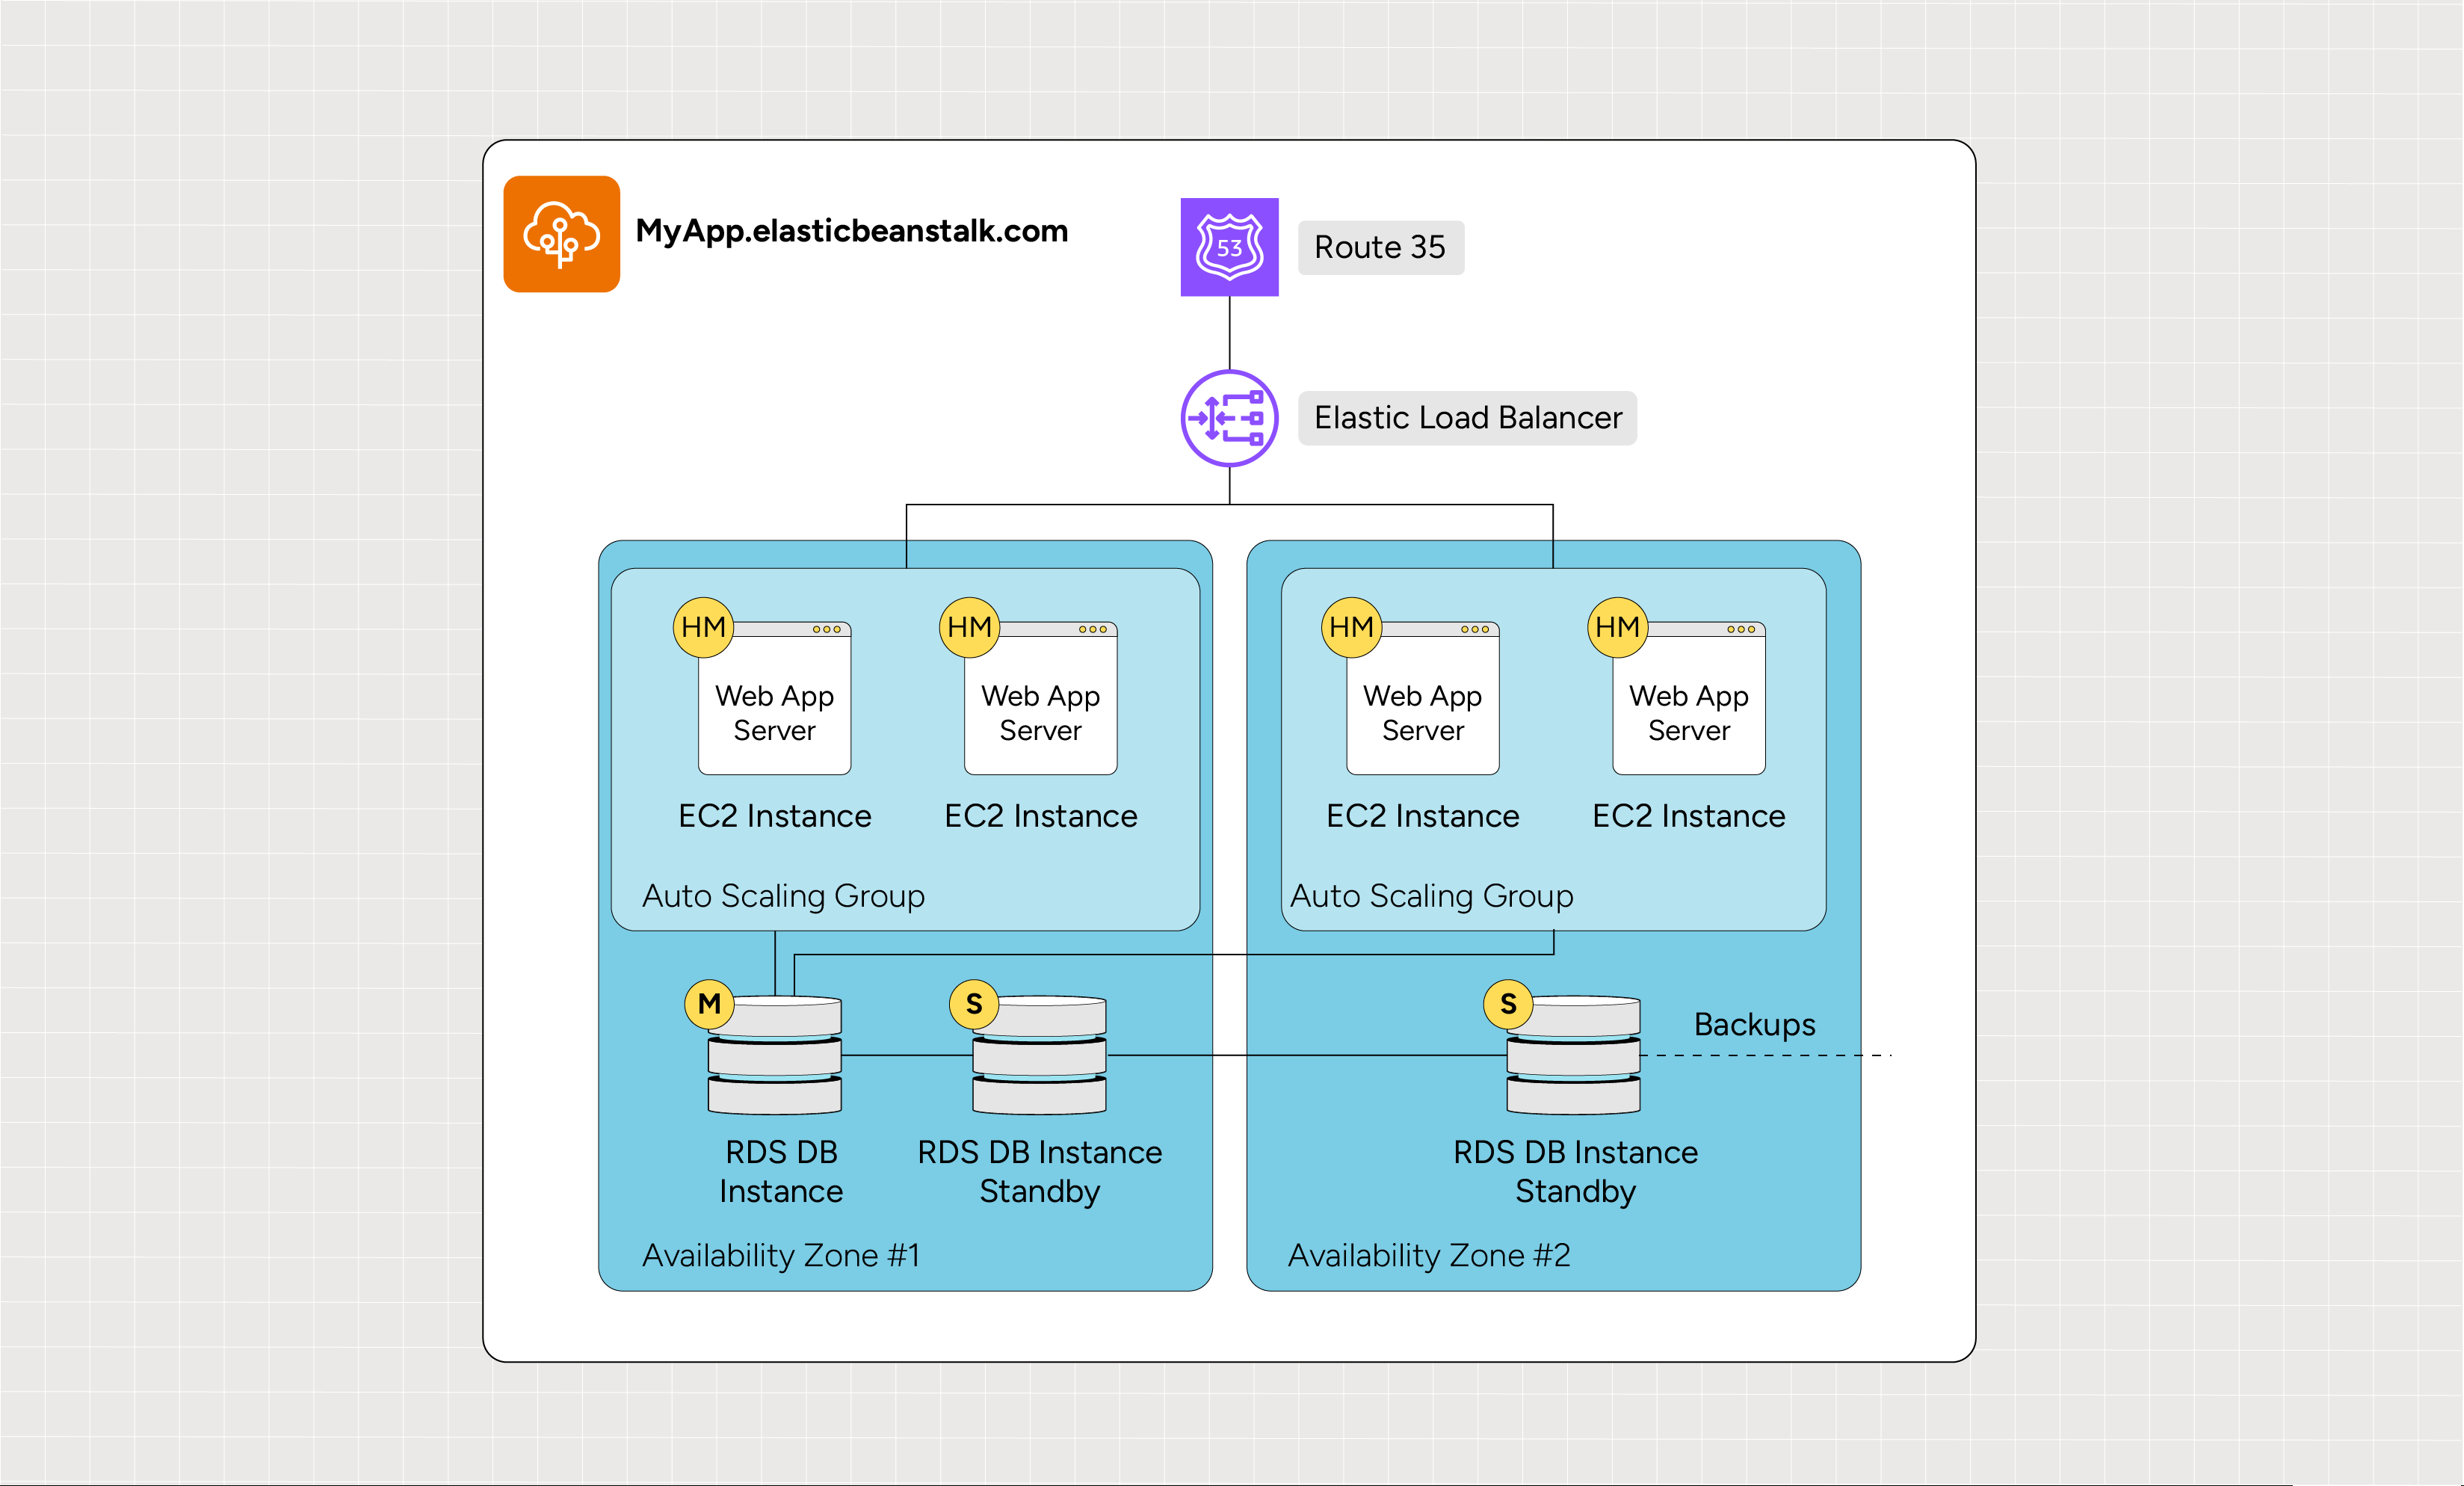 MyApp.elasticbeanstalk.com
53
Route 35
Elastic Load Balancer
HM
HM
HM
HM
Web App
Server
Web App
Server
Web App
Server
Web App
Server
EC2 Instance
EC2 Instance
EC2 Instance
EC2 Instance
Auto Scaling Group
Auto Scaling Group
M
S
S
Backups
RDS DB
Instance
RDS DB Instance
Standby
RDS DB Instance
Standby
Availability Zone #1
Availability Zone #2